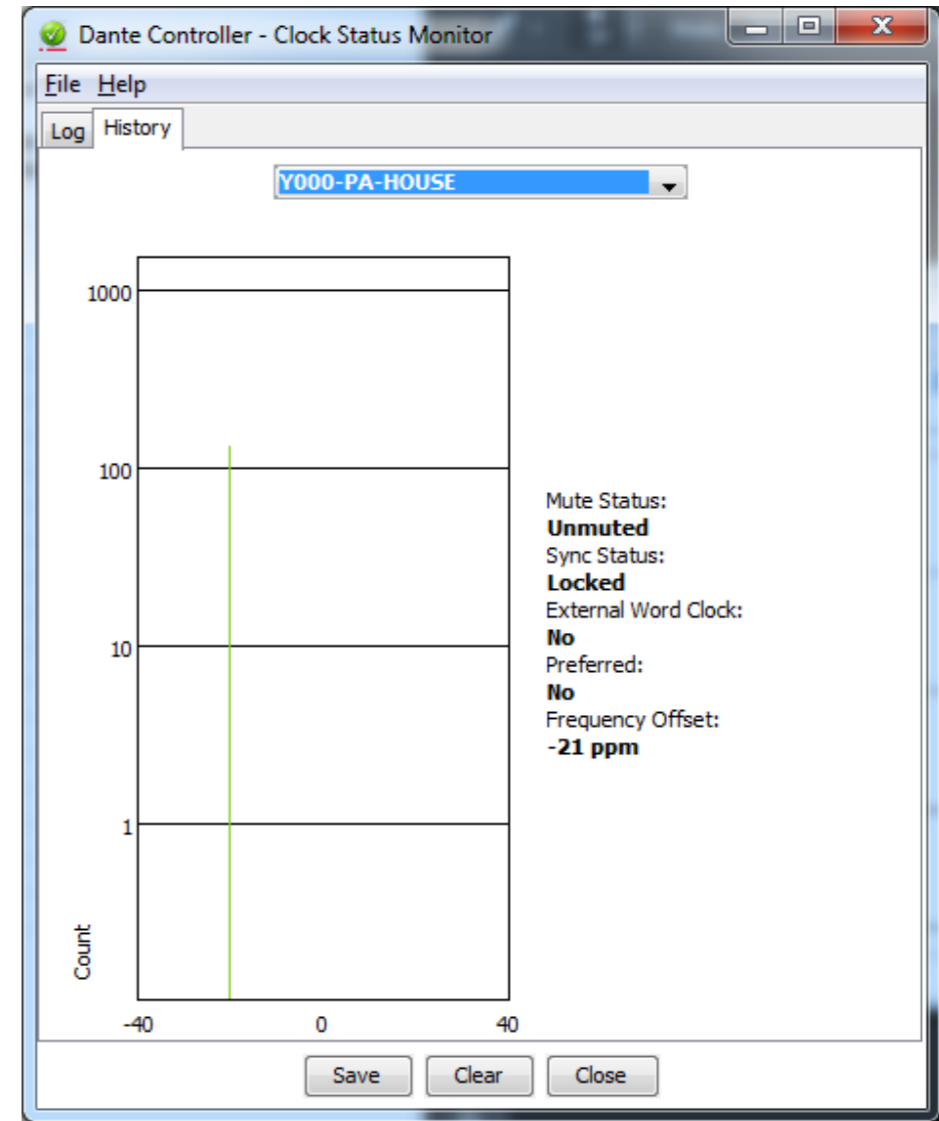 Dante Controller - Clock Status Monitor
File Help
Log History
Y000-PA-HOUSE
1000
100
10
1
Count
-40 0 40
Mute Status:
Unmuted
Sync Status:
Locked
External Word Clock:
No
Preferred:
No
Frequency Offset:
-21 ppm
Save Clear Close